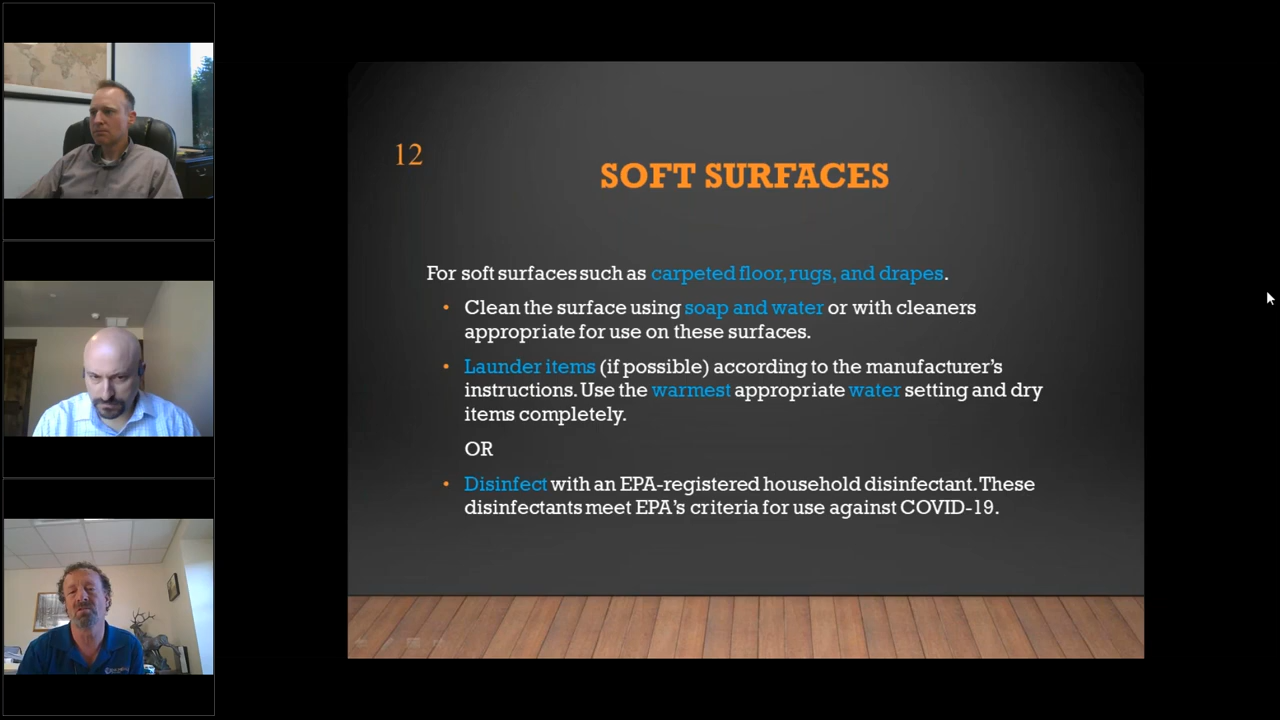 12
SOFT SURFACES
For soft surfaces such as carpeted floor, rugs, and drapes.
• Clean the surface using soap and water or with cleaners
appropriate for use on these surfaces.
• Launder items (if possible) according to the manufacturer's
instructions. Use the warmest appropriate water setting and dry
items completely.
OR
• Disinfect with an EPA-registered household disinfectant. These
disinfectants meet EPA's criteria for use against COVID-19.